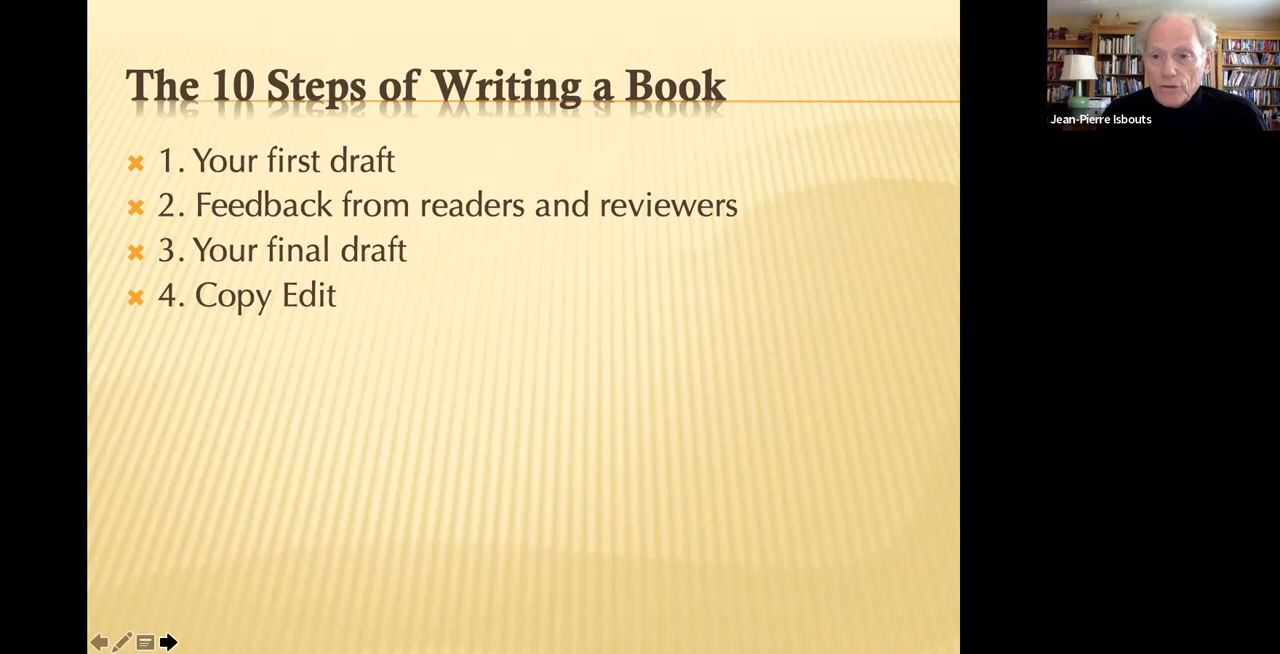 The 10 Steps of Writing a Book
1. Your first draft
2. Feedback from readers and reviewers
3. Your final draft
4. Copy Edit
Jean-Pierre Isbouts